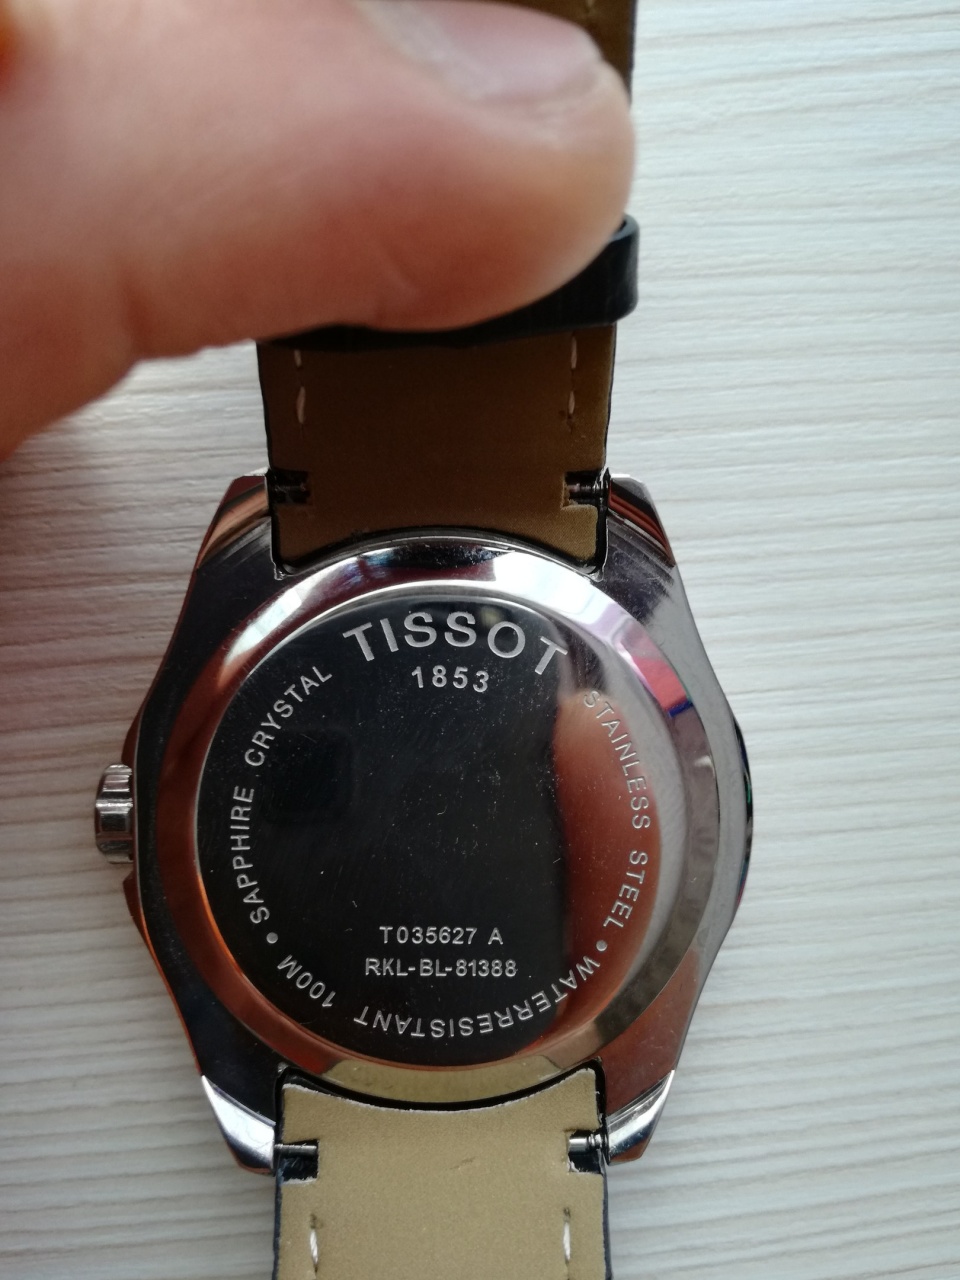 TISSOT
1853
STAINLESS STEEL • WATERRESISTANT 100M • SAPPHIRE CRYSTAL
T035627 A
RKL-BL-81388